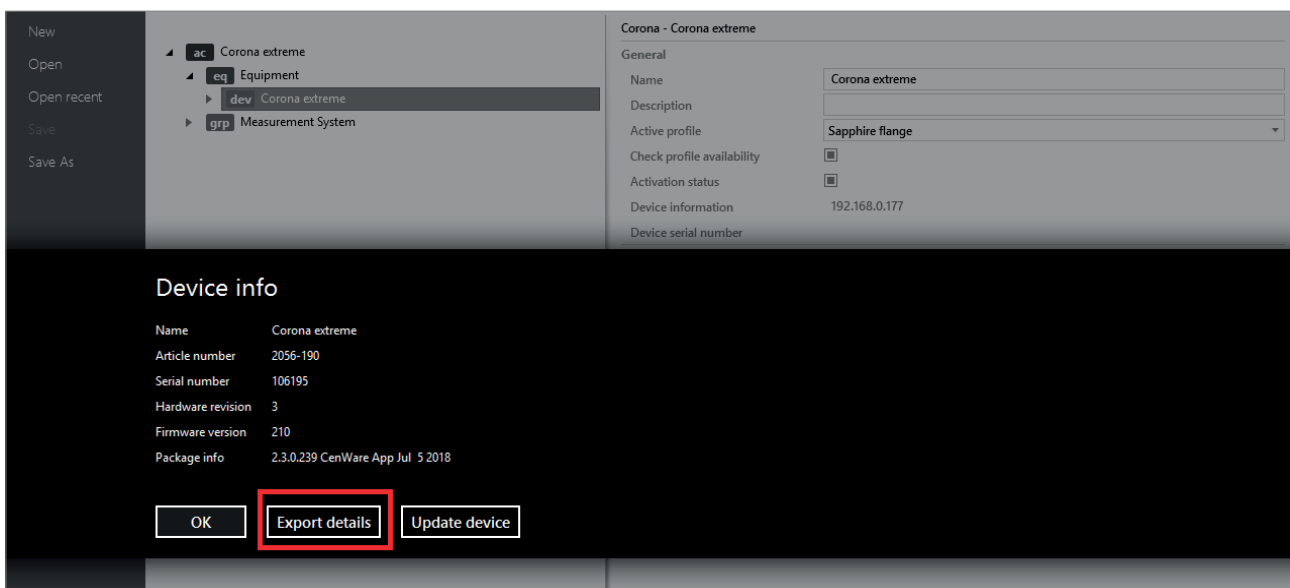 New
Open
Open recent
Save
Save As
ac Corona extreme
eq Equipment
dev Corona extreme
grp Measurement System
Corona - Corona extreme
General
Name Corona extreme
Description
Active profile Sapphire flange
Check profile availability
Activation status
Device information 192.168.0.177
Device serial number
Device info
Name Corona extreme
Article number 2056-190
Serial number 106195
Hardware revision 3
Firmware version 210
Package info 2.3.0.239 CenWare App Jul 5 2018
OK Export details Update device